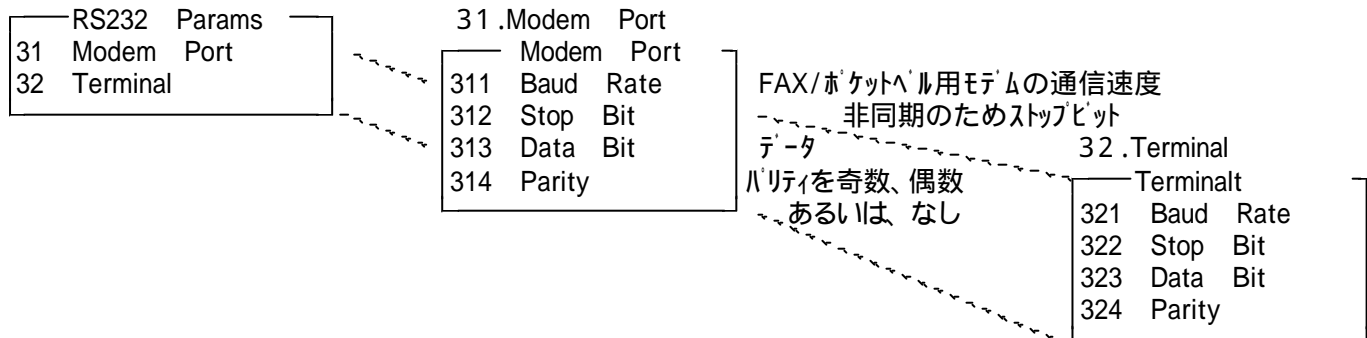 RS232 Params
31 Modem Port
32 Terminal
31.Modem Port
Modem Port
311 Baud Rate
312 Stop Bit
313 Data Bit
314 Parity
FAX/ﾎﾟｹｯﾄﾍﾞﾙ用ﾓﾃﾞﾑの通信速度
非同期のためｽﾄｯﾌﾟﾋﾞｯﾄ
ﾃﾞｰﾀ
ﾊﾟﾘﾃｨを奇数、偶数
あるいは、なし
32.Terminal
Terminalt
321 Baud Rate
322 Stop Bit
323 Data Bit
324 Parity